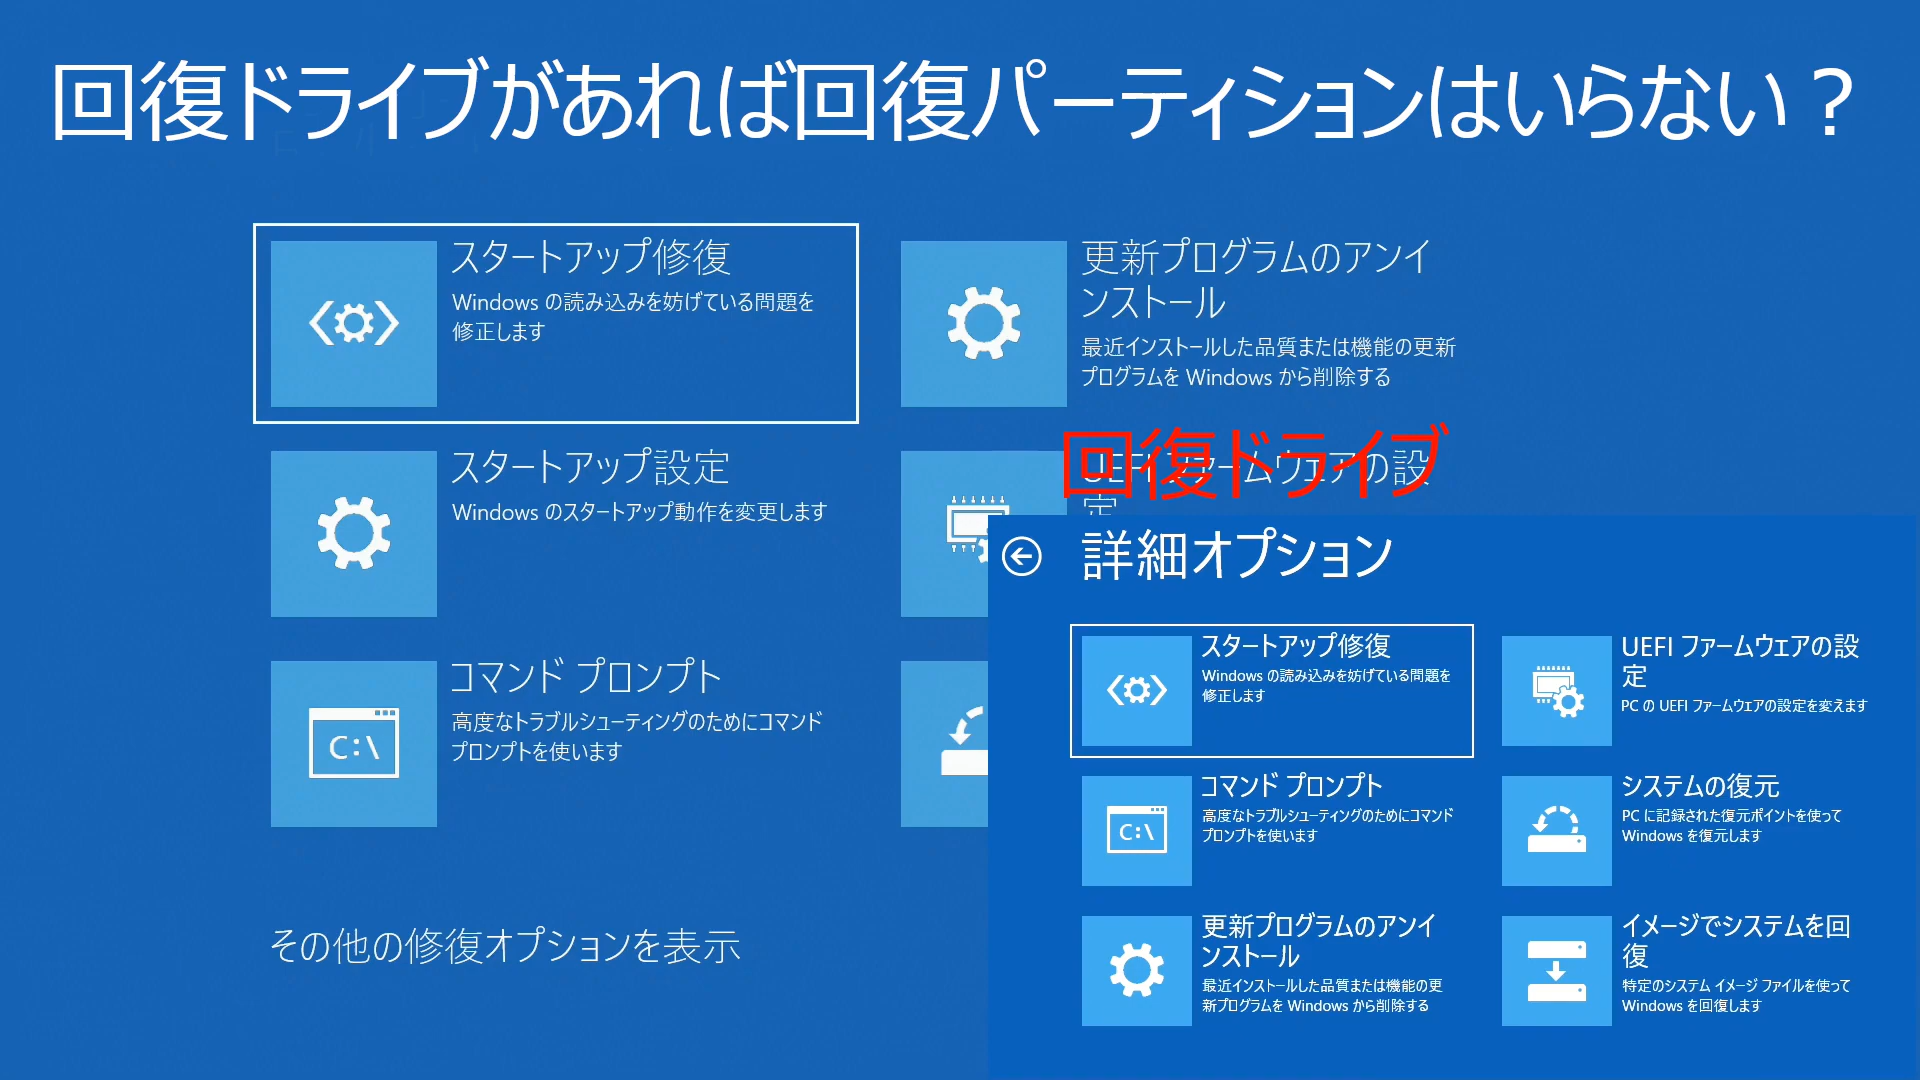 回復ドライブがあれば回復パーティションはいらない？
スタートアップ修復
Windows の読み込みを妨げている問題を
修正します
更新プログラムのアンイ
ンストール
最近インストールした品質または機能の更新
プログラムを Windows から削除する
スタートアップ設定
Windows のスタートアップ動作を変更します
回復ドライブ
UEFI ファームウェアの設
定
コマンド プロンプト
高度なトラブルシューティングのためにコマンド
プロンプトを使います
C:\
その他の修復オプションを表示
詳細オプション
スタートアップ修復
Windows の読み込みを妨げている問題を
修正します
UEFI ファームウェアの設
定
PC の UEFI ファームウェアの設定を変えます
コマンド プロンプト
高度なトラブルシューティングのためにコマンド
プロンプトを使います
C:\
システムの復元
PC に記録された復元ポイントを使って
Windows を復元します
更新プログラムのアンイ
ンストール
最近インストールした品質または機能の更
新プログラムを Windows から削除する
イメージでシステムを回
復
特定のシステム イメージ ファイルを使って
Windows を回復します